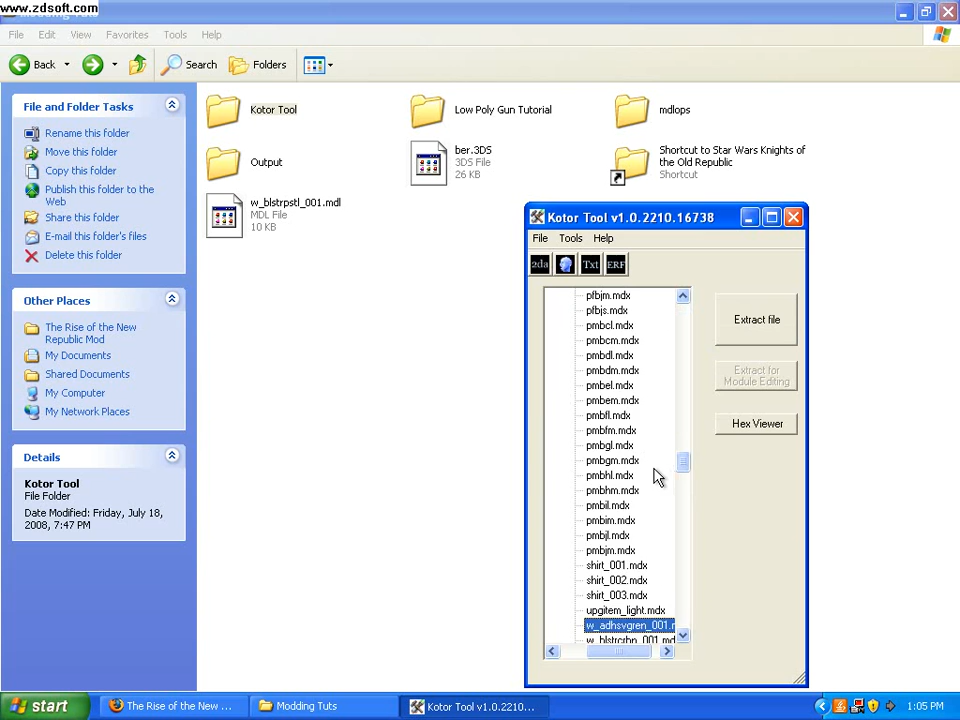 www.zdsoft.com
File Edit View Favorites Tools Help
Back Search Folders
File and Folder Tasks
Rename this folder
Move this folder
Copy this folder
Publish this folder to the
Web
Share this folder
E-mail this folder's files
Delete this folder
Other Places
The Rise of the New
Republic Mod
My Documents
Shared Documents
My Computer
My Network Places
Details
Kotor Tool
File Folder
Date Modified: Friday, July 18,
2008, 7:47 PM
Kotor Tool
Low Poly Gun Tutorial
mdlops
Output
ber.3DS
3DS File
26 KB
Shortcut to Star Wars Knights of
the Old Republic
Shortcut
w_blstrpstl_001.mdl
MDL File
10 KB
Kotor Tool v1.0.2210.16738
File Tools Help
2da Txt ERF
pfbjm.mdx
pfbjs.mdx
pmbcl.mdx
pmbcm.mdx
pmbdl.mdx
pmbdm.mdx
pmbel.mdx
pmbem.mdx
pmbfl.mdx
pmbfm.mdx
pmbgl.mdx
pmbgm.mdx
pmbhl.mdx
pmbhm.mdx
pmbil.mdx
pmbim.mdx
pmbjl.mdx
pmbjm.mdx
shirt_001.mdx
shirt_002.mdx
shirt_003.mdx
upgitem_light.mdx
w_adhsvgren_001.m
w_blstrcrbn_001.md
Extract file
Extract for
Module Editing
Hex Viewer
start
The Rise of the New ...
Modding Tuts
Kotor Tool v1.0.2210...
1:05 PM